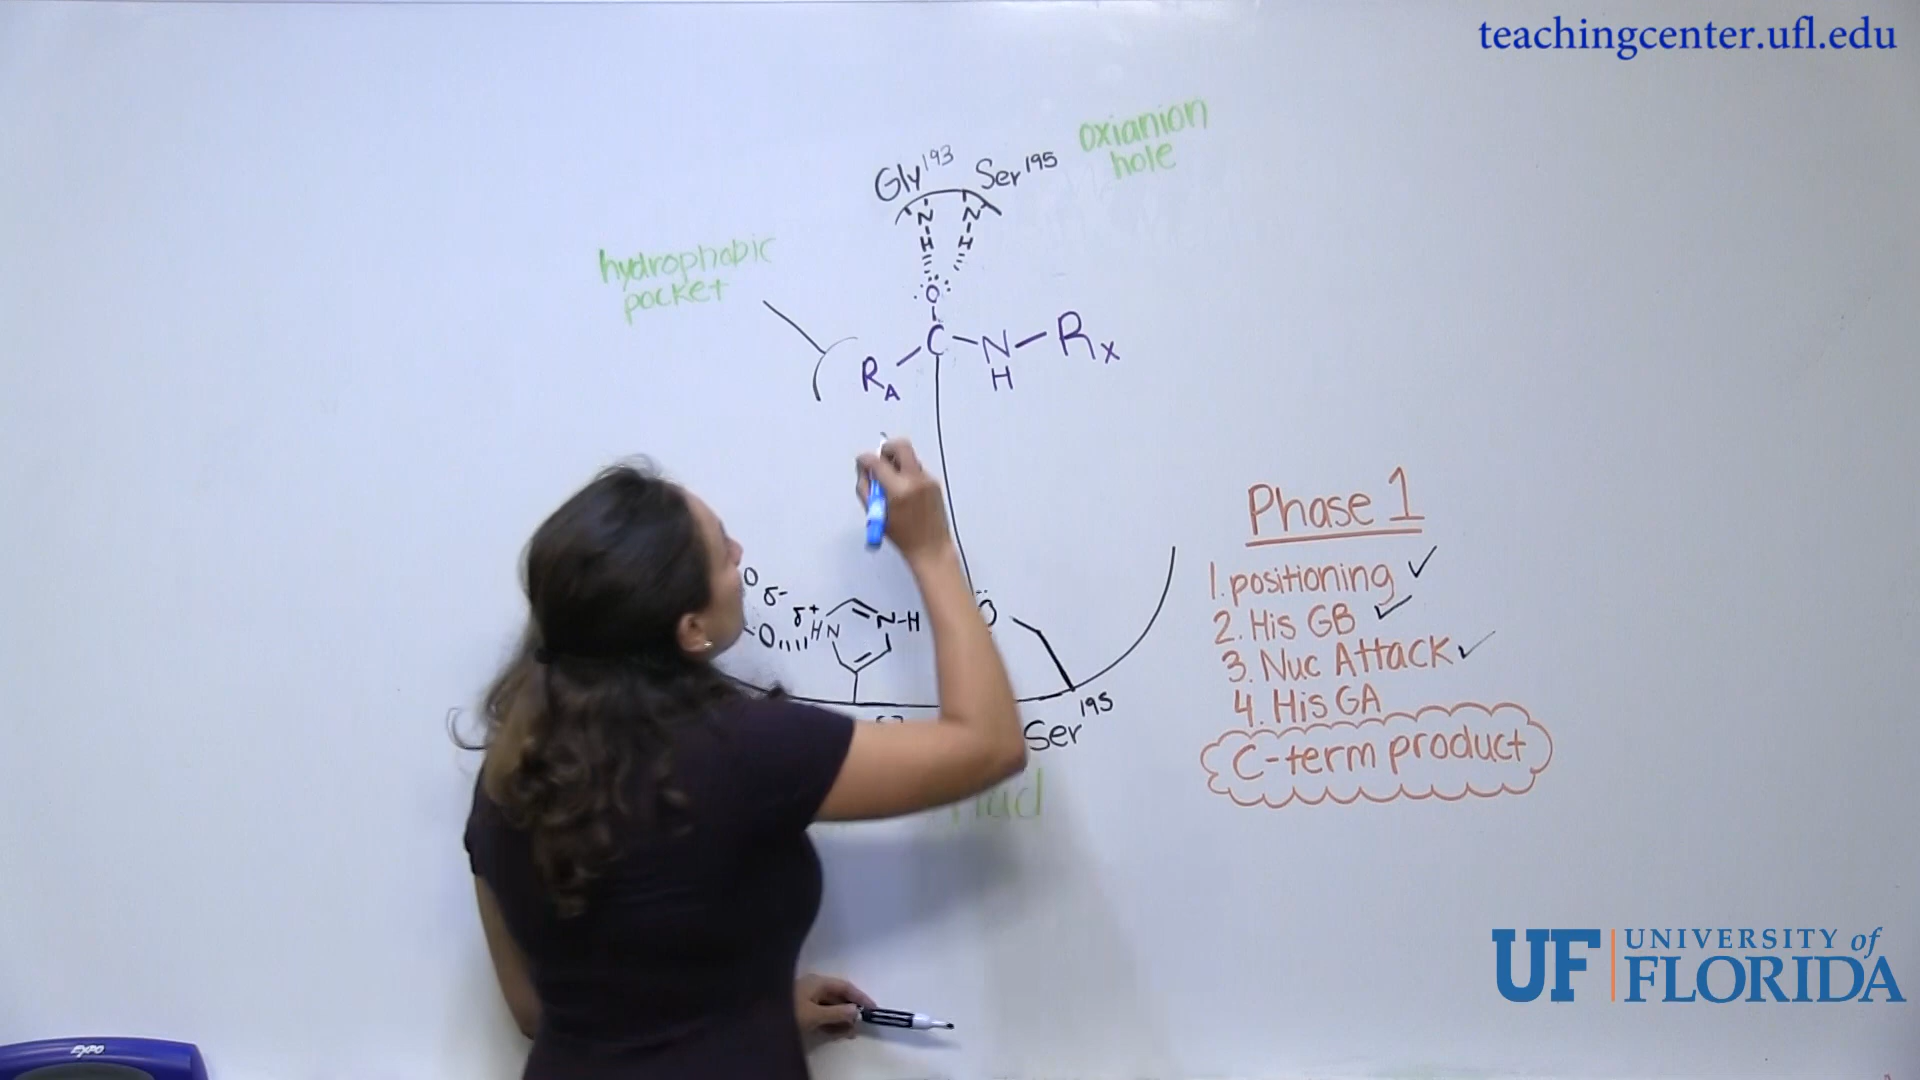 teachingcenter.ufl.edu
oxianion
hole
Gly193 Ser195
N N
H H
hydrophobic
pocket
O
C N Rx
H
RA
Phase 1
1. positioning ✓
2. His GB ✓
3. Nuc Attack ✓
4. His GA
C-term product
O δ-
δ+
O HN N-H
O
Ser195
UF UNIVERSITY of
FLORIDA
EXPO